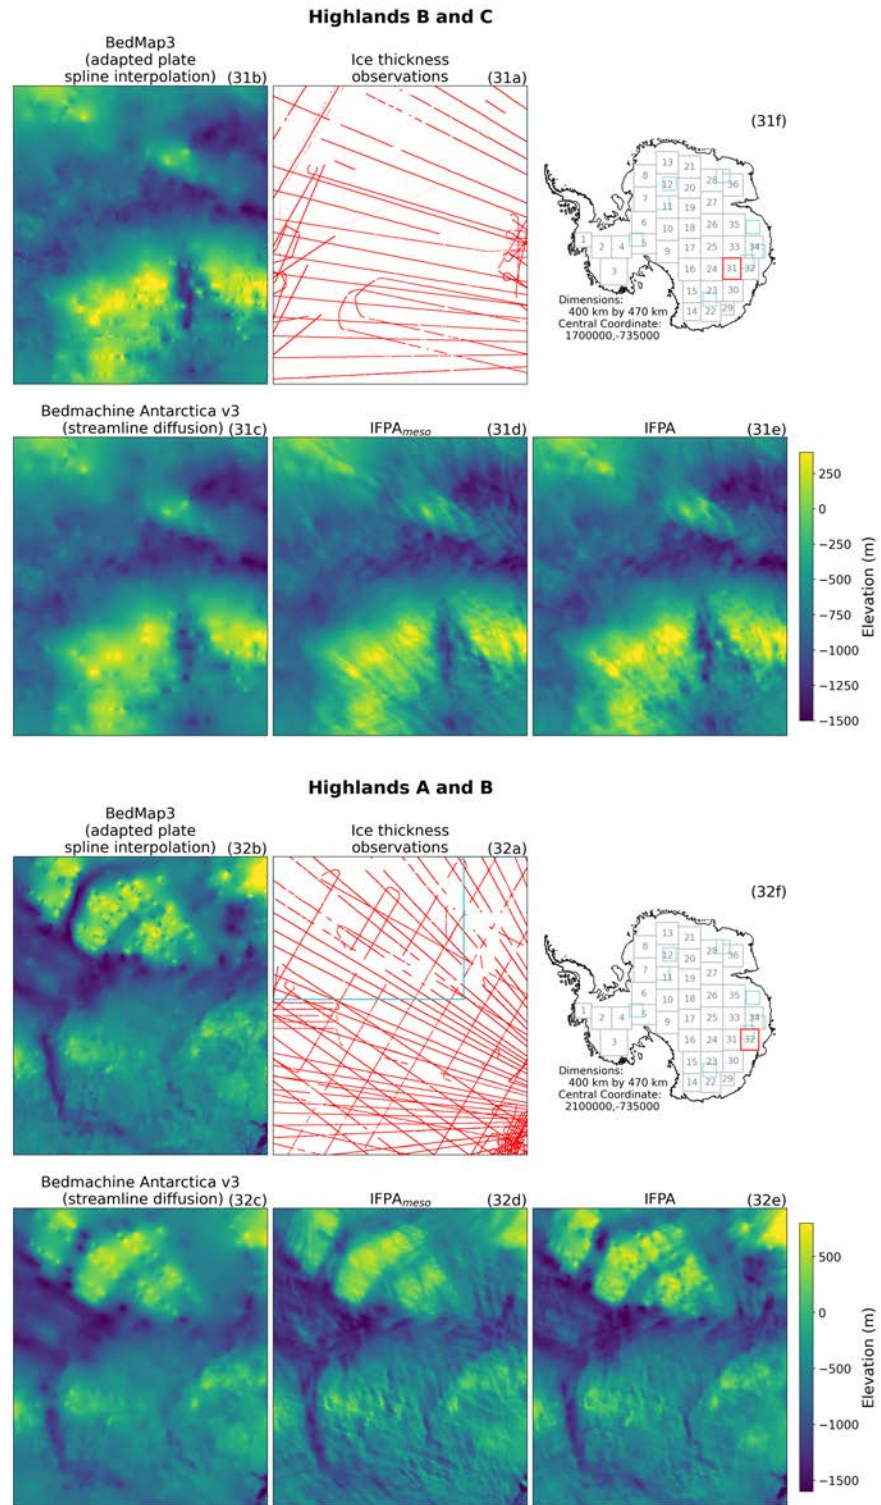 Highlands B and C
BedMap3
(adapted plate
spline interpolation) (31b)
Ice thickness
observations (31a)
(31f)
13
21
8
12
20
28
36
7
11
19
27
6
10
18
26
35
1
2
4
5
9
17
25
33
34
3
16
24
31
32
15
23
30
14
22
29
Dimensions:
400 km by 470 km
Central Coordinate:
1700000,-735000
Bedmachine Antarctica v3
(streamline diffusion) (31c)
IFPAmeso (31d)
IFPA (31e)
250
0
−250
−500
−750
−1000
−1250
−1500
Elevation (m)
Highlands A and B
BedMap3
(adapted plate
spline interpolation) (32b)
Ice thickness
observations (32a)
(32f)
13
21
8
12
20
28
36
7
11
19
27
6
10
18
26
35
1
2
4
5
9
17
25
33
34
3
16
24
31
32
15
23
30
14
22
29
Dimensions:
400 km by 470 km
Central Coordinate:
2100000,-735000
Bedmachine Antarctica v3
(streamline diffusion) (32c)
IFPAmeso (32d)
IFPA (32e)
500
0
−500
−1000
−1500
Elevation (m)